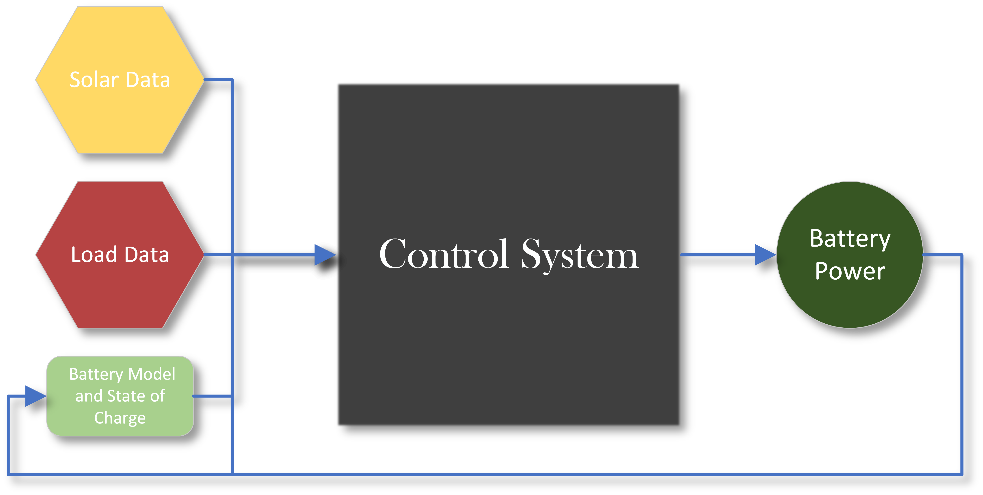 Solar Data
Load Data
Battery Model
and State of
Charge
Control System
Battery
Power